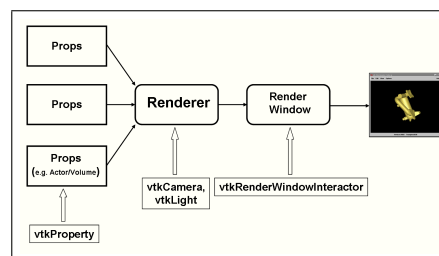 Props
Props
Props
(e.g. Actor/Volume)
Renderer
Render
Window
vtkProperty
vtkCamera,
vtkLight
vtkRenderWindowInteractor